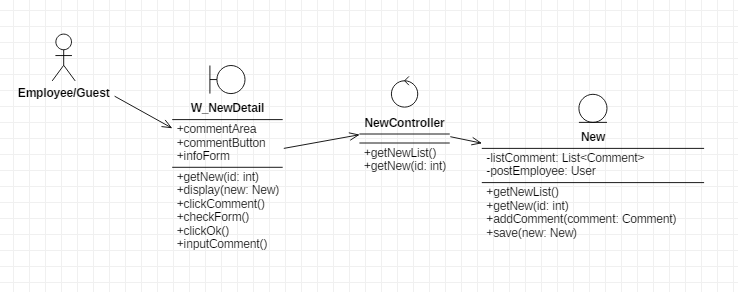 Employee/Guest
W_NewDetail
+commentArea
+commentButton
+infoForm
+getNew(id: int)
+display(new: New)
+clickComment()
+checkForm()
+clickOk()
+inputComment()
NewController
+getNewList()
+getNew(id: int)
New
-listComment: List<Comment>
-postEmployee: User
+getNewList()
+getNew(id: int)
+addComment(comment: Comment)
+save(new: New)